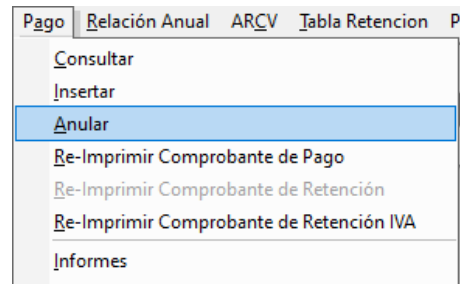 Pago Relación Anual ARCV Tabla Retencion P
Consultar
Insertar
Anular
Re-Imprimir Comprobante de Pago
Re-Imprimir Comprobante de Retención
Re-Imprimir Comprobante de Retención IVA
Informes